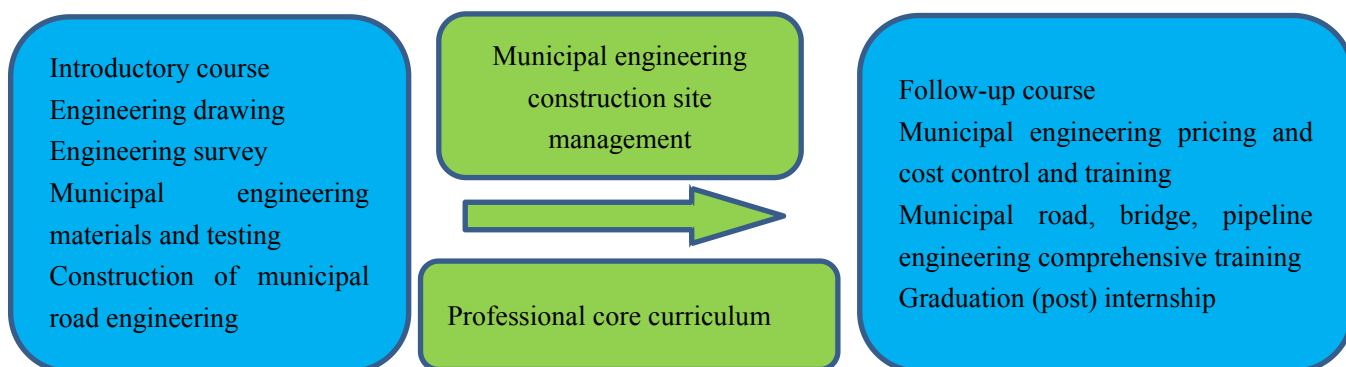 Introductory course
Engineering drawing
Engineering survey
Municipal engineering
materials and testing
Construction of municipal
road engineering
Municipal engineering
construction site
management
Professional core curriculum
Follow-up course
Municipal engineering pricing and
cost control and training
Municipal road, bridge, pipeline
engineering comprehensive training
Graduation (post) internship